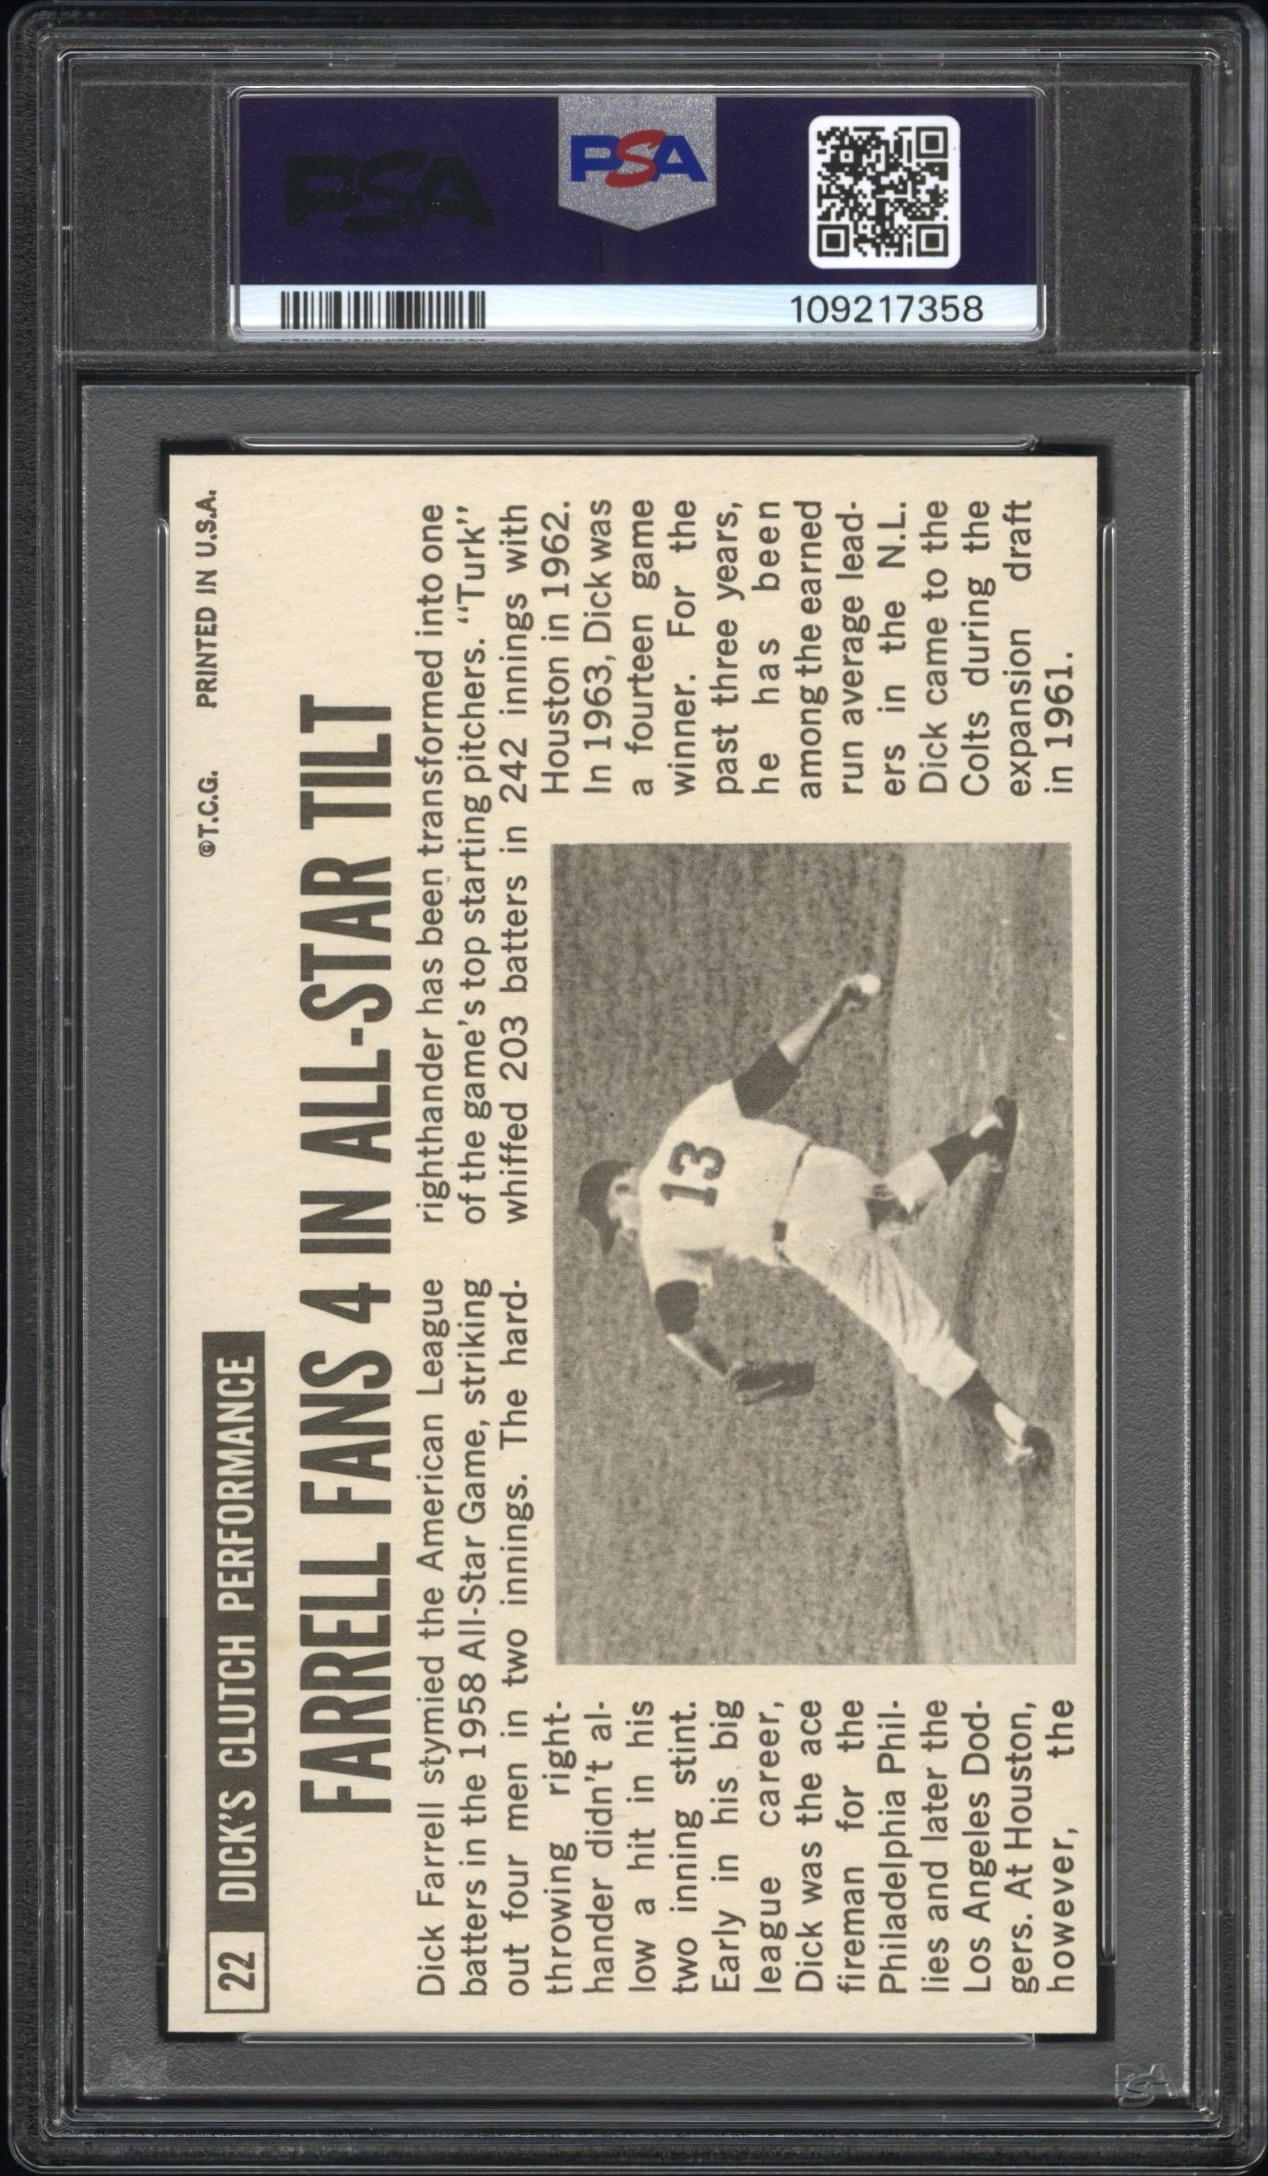 PSA
PSA
109217358
©T.C.G. PRINTED IN U.S.A.
22 DICK'S CLUTCH PERFORMANCE
FARRELL FANS 4 IN ALL-STAR TILT
Dick Farrell stymied the American League
batters in the 1958 All-Star Game, striking
out four men in two innings. The hard-
throwing right-
hander didn't al-
low a hit in his
two inning stint.
Early in his big
league career,
Dick was the ace
fireman for the
Philadelphia Phil-
lies and later the
Los Angeles Dod-
gers. At Houston,
however, the
righthander has been transformed into one
of the game's top starting pitchers. "Turk"
whiffed 203 batters in 242 innings with
Houston in 1962.
In 1963, Dick was
a fourteen game
winner. For the
past three years,
he has been
among the earned
run average lead-
ers in the N.L.
Dick came to the
Colts during the
expansion draft
in 1961.
13
PSA